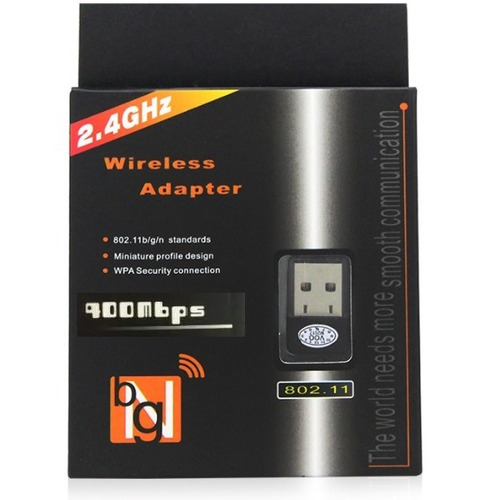 2.4GHz
Wireless
Adapter
802.11b/g/n standards
Miniature profile design
WPA Security connection
900Mbps
bgN
802.11
The world needs more smooth communication